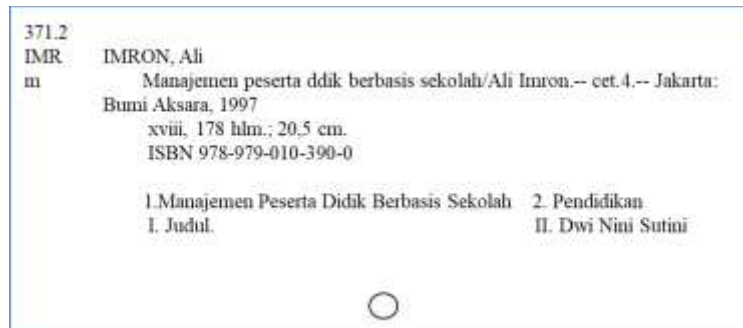 371.2
IMR IMRON, Ali
m Manajemen peserta ddik berbasis sekolah/Ali Imron.-- cet.4.-- Jakarta:
Bumi Aksara, 1997
xviii, 178 hlm.; 20,5 cm.
ISBN 978-979-010-390-0
1.Manajemen Peserta Didik Berbasis Sekolah 2. Pendidikan
I. Judul. II. Dwi Nini Sutini